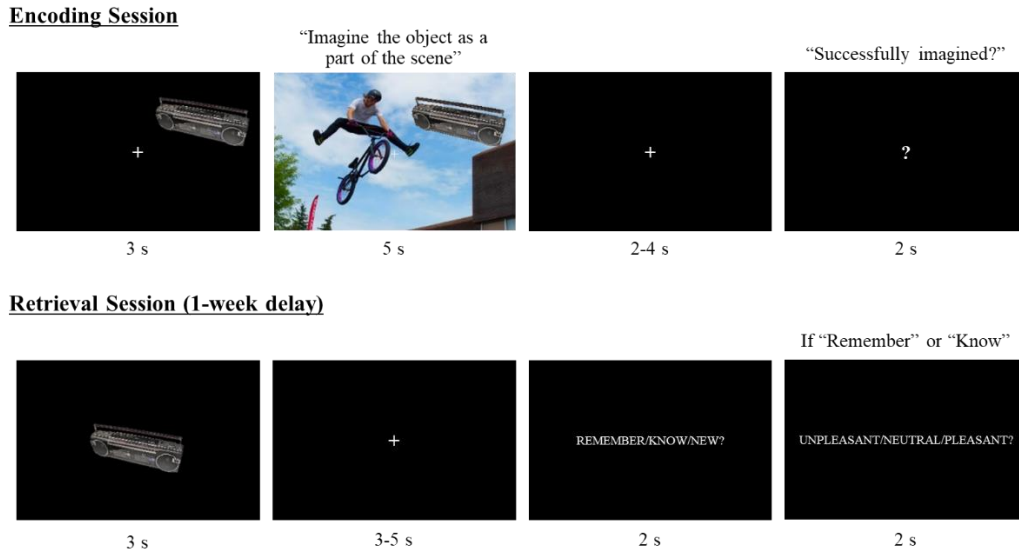 Encoding Session
“Imagine the object as a
part of the scene”
“Successfully imagined?”
+
+
?
3 s
5 s
2-4 s
2 s
Retrieval Session (1-week delay)
If “Remember” or “Know”
+
REMEMBER/KNOW/NEW?
UNPLEASANT/NEUTRAL/PLEASANT?
3 s
3-5 s
2 s
2 s